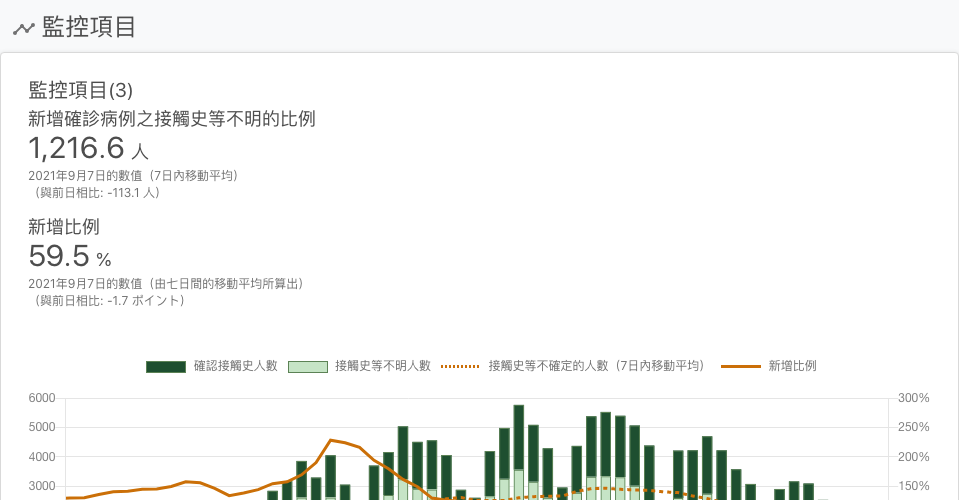 監控項目
監控項目(3)
新增確診病例之接觸史等不明的比例
1,216.6 人
2021年9月7日的數值（7日內移動平均）
（與前日相比: -113.1 人）
新增比例
59.5 %
2021年9月7日的數值（由七日間的移動平均所算出）
（與前日相比: -1.7 ポイント）
確認接觸史人數 接觸史等不明人數 接觸史等不確定的人數（7日內移動平均） 新增比例
6000 300%
5000 250%
4000 200%
3000 150%